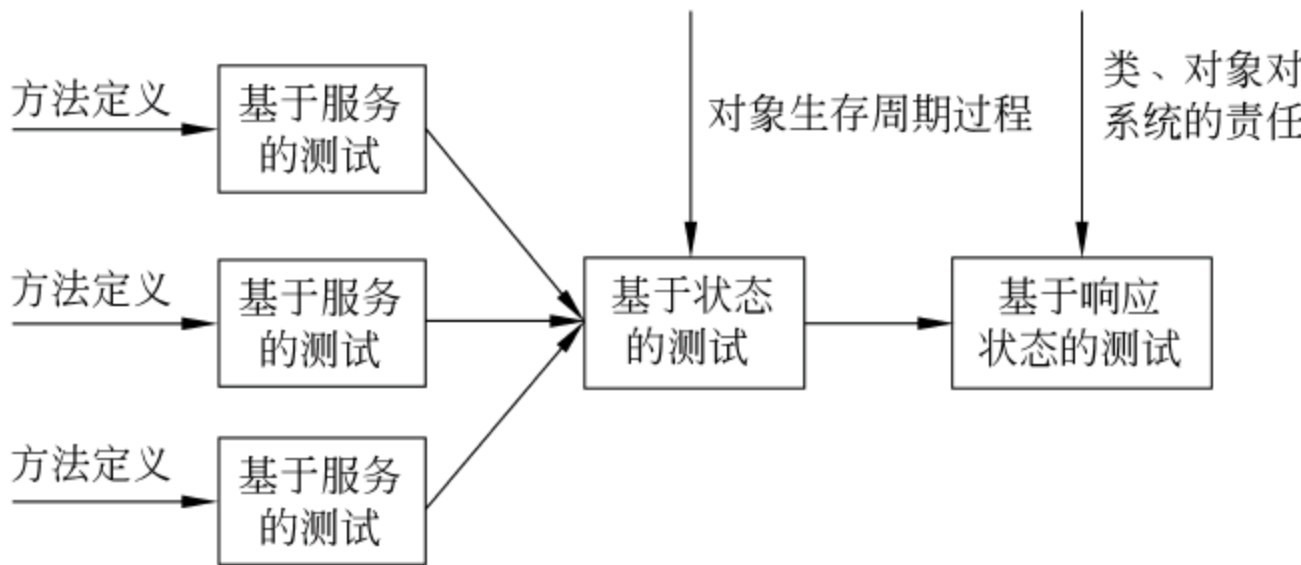 方法定义
基于服务
的测试
方法定义
基于服务
的测试
方法定义
基于服务
的测试
对象生存周期过程
基于状态
的测试
类、对象对
系统的责任
基于响应
状态的测试